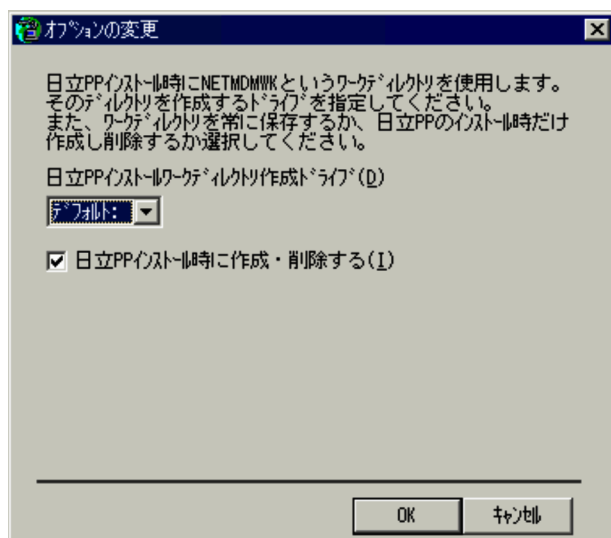 ｵﾌﾟｼｮﾝの変更
日立PPｲﾝｽﾄｰﾙ時にNETMDMWKというﾜｰｸﾃﾞｨﾚｸﾄﾘを使用します。
そのﾃﾞｨﾚｸﾄﾘを作成するﾄﾞﾗｲﾌﾞを指定してください。
また、ﾜｰｸﾃﾞｨﾚｸﾄﾘを常に保存するか、日立PPのｲﾝｽﾄｰﾙ時だけ
作成し削除するか選択してください。
日立PPｲﾝｽﾄｰﾙﾜｰｸﾃﾞｨﾚｸﾄﾘ作成ﾄﾞﾗｲﾌﾞ(D)
ﾃﾞﾌｫﾙﾄ:
日立PPｲﾝｽﾄｰﾙ時に作成・削除する(I)
OK
ｷｬﾝｾﾙ